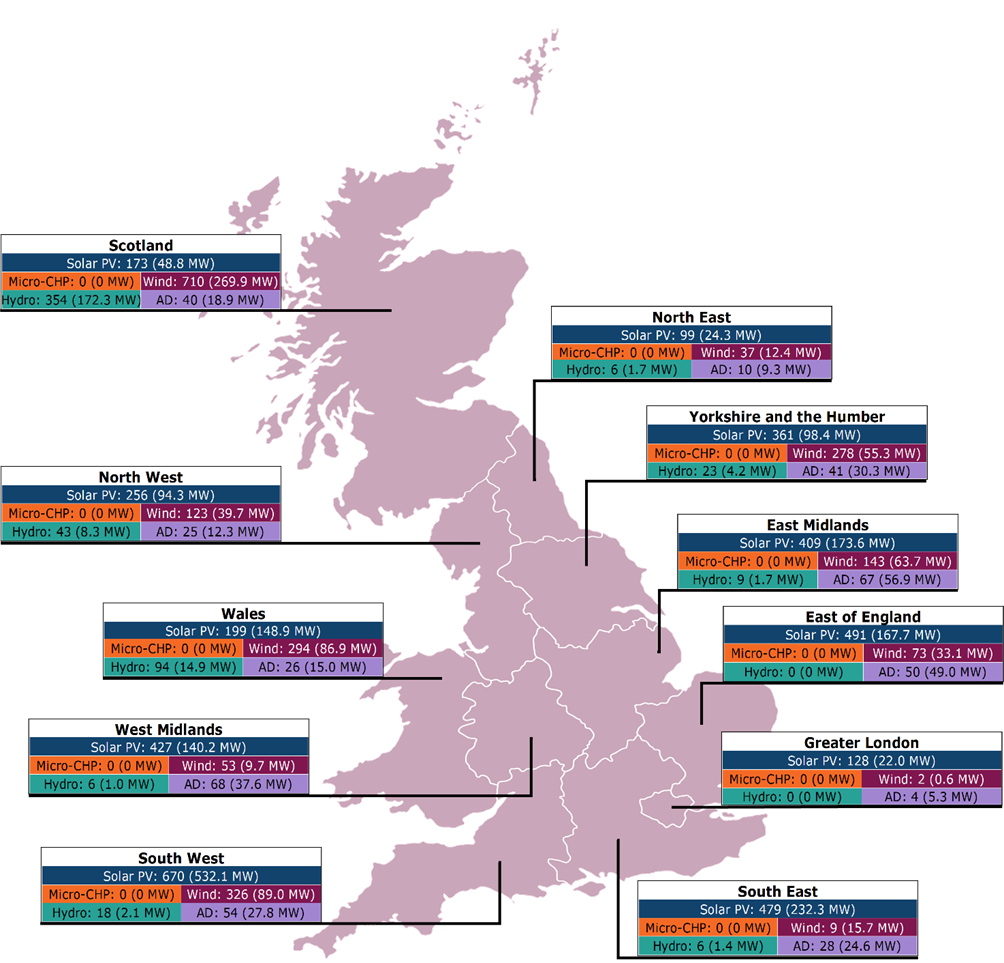 Scotland
Solar PV: 173 (48.8 MW)
Micro-CHP: 0 (0 MW) Wind: 710 (269.9 MW)
Hydro: 354 (172.3 MW) AD: 40 (18.9 MW)
North East
Solar PV: 99 (24.3 MW)
Micro-CHP: 0 (0 MW) Wind: 37 (12.4 MW)
Hydro: 6 (1.7 MW) AD: 10 (9.3 MW)
Yorkshire and the Humber
Solar PV: 361 (98.4 MW)
Micro-CHP: 0 (0 MW) Wind: 278 (55.3 MW)
Hydro: 23 (4.2 MW) AD: 41 (30.3 MW)
North West
Solar PV: 256 (94.3 MW)
Micro-CHP: 0 (0 MW) Wind: 123 (39.7 MW)
Hydro: 43 (8.3 MW) AD: 25 (12.3 MW)
East Midlands
Solar PV: 409 (173.6 MW)
Micro-CHP: 0 (0 MW) Wind: 143 (63.7 MW)
Hydro: 9 (1.7 MW) AD: 67 (56.9 MW)
Wales
Solar PV: 199 (148.9 MW)
Micro-CHP: 0 (0 MW) Wind: 294 (86.9 MW)
Hydro: 94 (14.9 MW) AD: 26 (15.0 MW)
East of England
Solar PV: 491 (167.7 MW)
Micro-CHP: 0 (0 MW) Wind: 73 (33.1 MW)
Hydro: 0 (0 MW) AD: 50 (49.0 MW)
West Midlands
Solar PV: 427 (140.2 MW)
Micro-CHP: 0 (0 MW) Wind: 53 (9.7 MW)
Hydro: 6 (1.0 MW) AD: 68 (37.6 MW)
Greater London
Solar PV: 128 (22.0 MW)
Micro-CHP: 0 (0 MW) Wind: 2 (0.6 MW)
Hydro: 0 (0 MW) AD: 4 (5.3 MW)
South West
Solar PV: 670 (532.1 MW)
Micro-CHP: 0 (0 MW) Wind: 326 (89.0 MW)
Hydro: 18 (2.1 MW) AD: 54 (27.8 MW)
South East
Solar PV: 479 (232.3 MW)
Micro-CHP: 0 (0 MW) Wind: 9 (15.7 MW)
Hydro: 6 (1.4 MW) AD: 28 (24.6 MW)